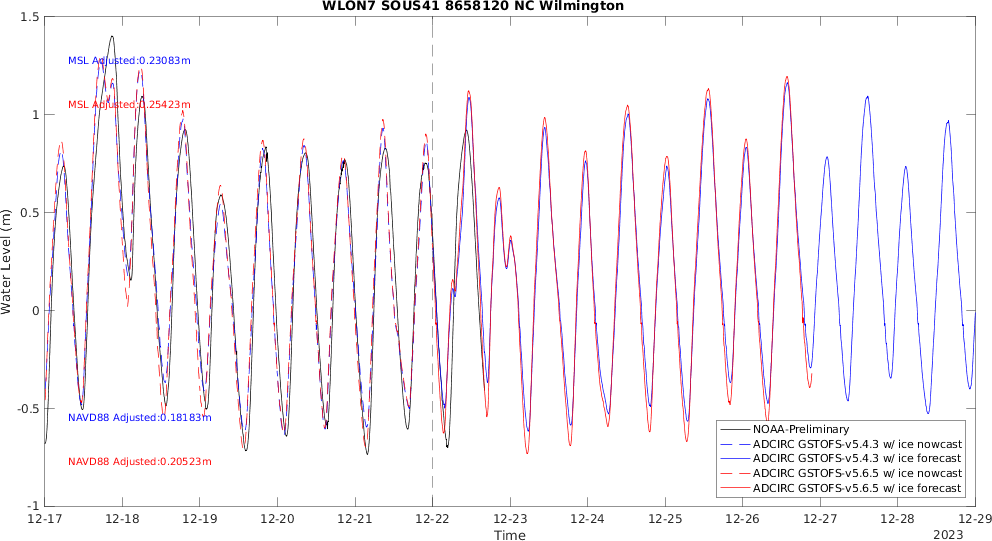 WLON7 SOUS41 8658120 NC Wilmington
1.5
1
0.5
0
-0.5
-1
Water Level (m)
MSL Adjusted:0.23083m
MSL Adjusted:0.25423m
NAVD88 Adjusted:0.18183m
NAVD88 Adjusted:0.20523m
NOAA-Preliminary
ADCIRC GSTOFS-v5.4.3 w/ ice nowcast
ADCIRC GSTOFS-v5.4.3 w/ ice forecast
ADCIRC GSTOFS-v5.6.5 w/ ice nowcast
ADCIRC GSTOFS-v5.6.5 w/ ice forecast
12-17 12-18 12-19 12-20 12-21 12-22 12-23 12-24 12-25 12-26 12-27 12-28 12-29
Time
2023